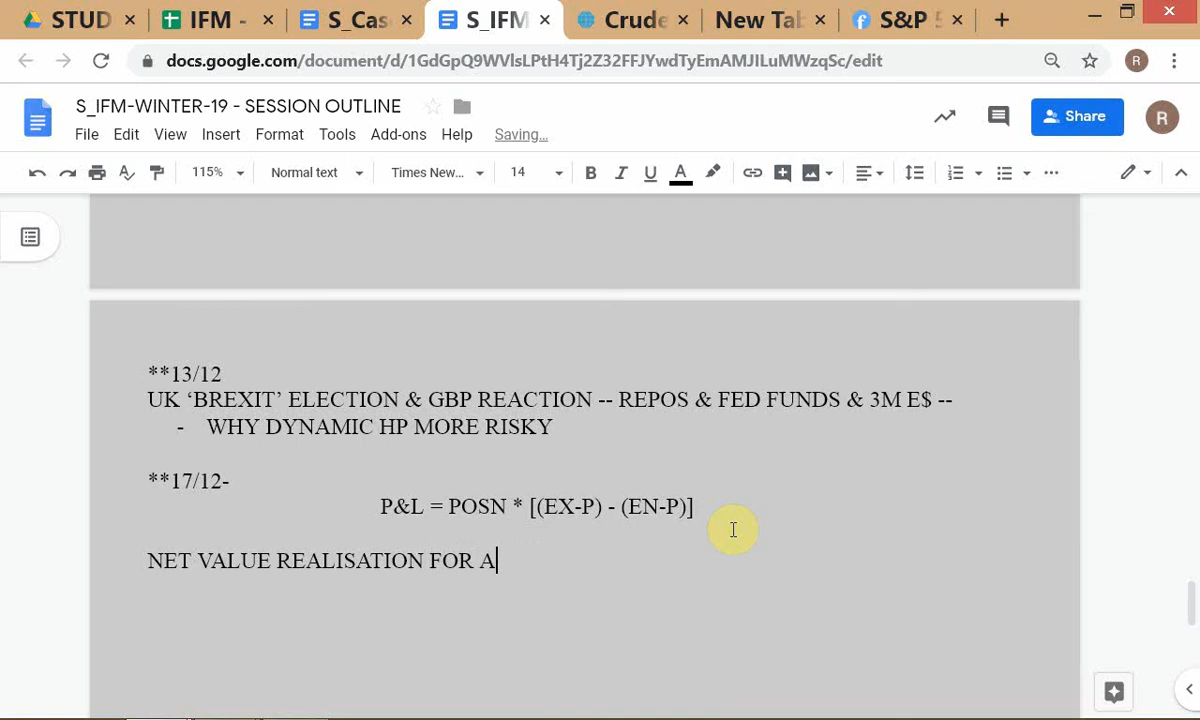 STUD
IFM -
S_Cas
S_IFM
Crude
New Tab
S&P 5
docs.google.com/document/d/1GdGpQ9WVlsLPtH4Tj2Z32FFJYwdTyEmAMJILuMWzqSc/edit
R
S_IFM-WINTER-19 - SESSION OUTLINE
File Edit View Insert Format Tools Add-ons Help Saving...
Share
R
115% Normal text Times New... 14 B I U A
**13/12
UK ‘BREXIT’ ELECTION & GBP REACTION -- REPOS & FED FUNDS & 3M E$ --
- WHY DYNAMIC HP MORE RISKY
**17/12-
P&L = POSN * [(EX-P) - (EN-P)]
NET VALUE REALISATION FOR A